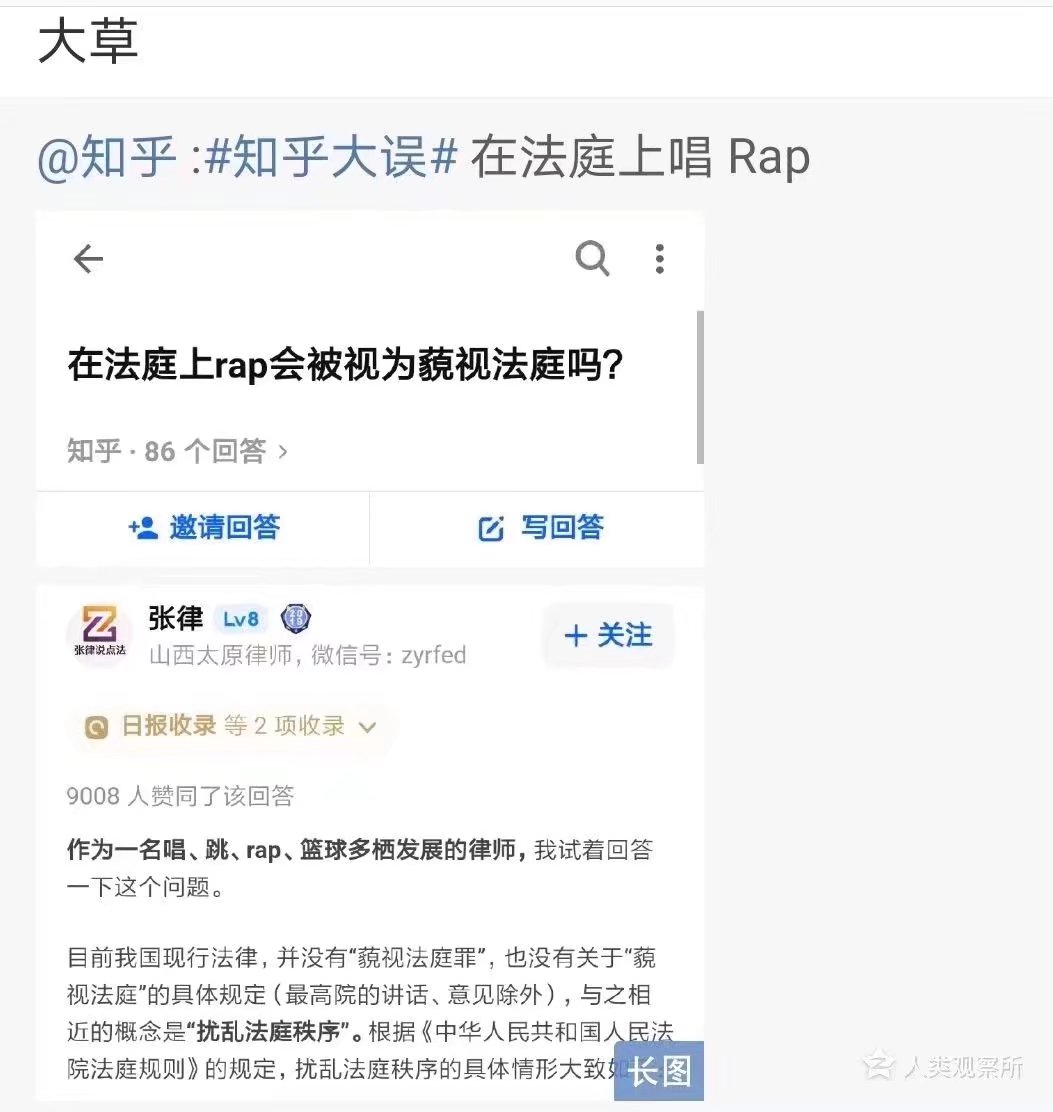 大草
@知乎 :#知乎大误# 在法庭上唱 Rap
在法庭上rap会被视为藐视法庭吗?
知乎 · 86 个回答 >
邀请回答
写回答
张律 Lv8 2019
张律说点法
山西太原律师，微信号：zyrfed
+ 关注
日报收录 等 2 项收录
9008 人赞同了该回答
作为一名唱、跳、rap、篮球多栖发展的律师，我试着回答
一下这个问题。
目前我国现行法律，并没有“藐视法庭罪”，也没有关于“藐
视法庭”的具体规定（最高院的讲话、意见除外），与之相
近的概念是“扰乱法庭秩序”。根据《中华人民共和国人民法
院法庭规则》的规定，扰乱法庭秩序的具体情形大致如
长图
人类观察所